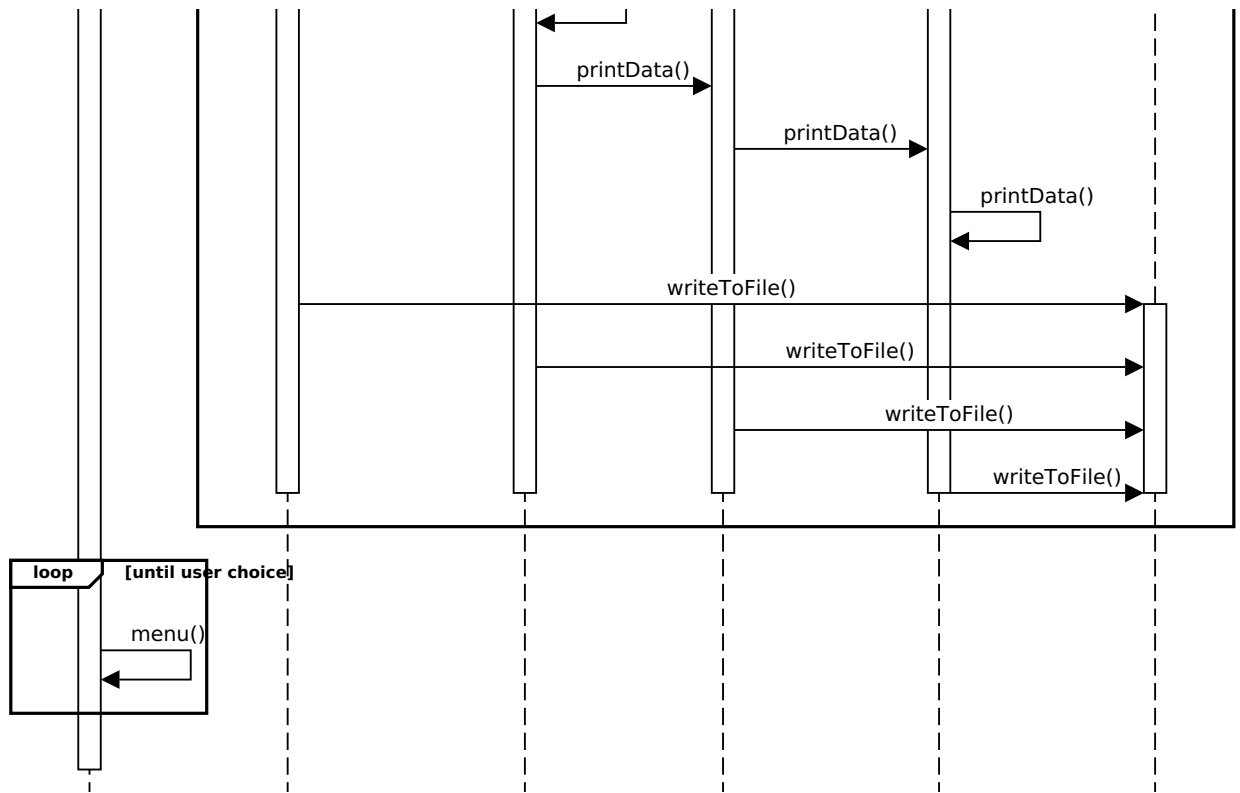 printData()
printData()
printData()
writeToFile()
writeToFile()
writeToFile()
writeToFile()
loop [until user choice]
menu()